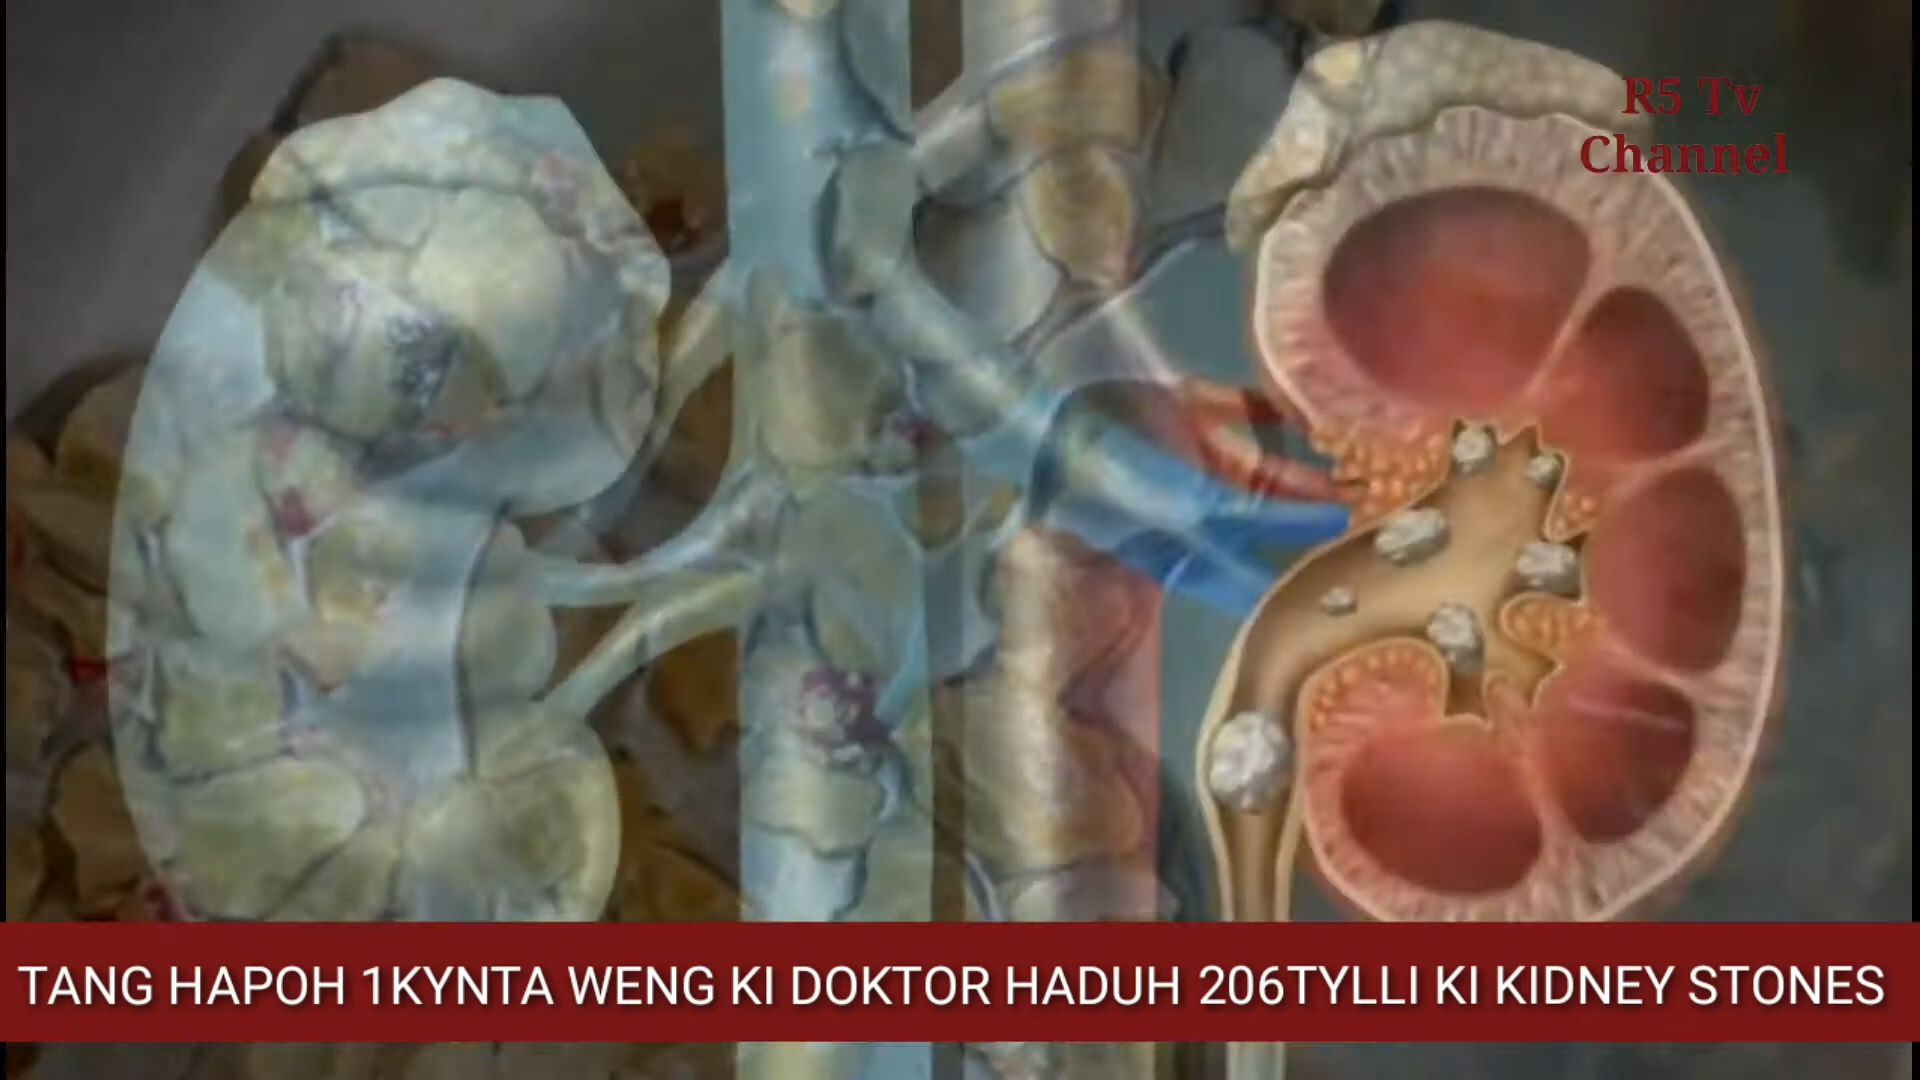 R5 Tv
Channel
TANG HAPOH 1KYNTA WENG KI DOKTOR HADUH 206TYLLI KI KIDNEY STONES